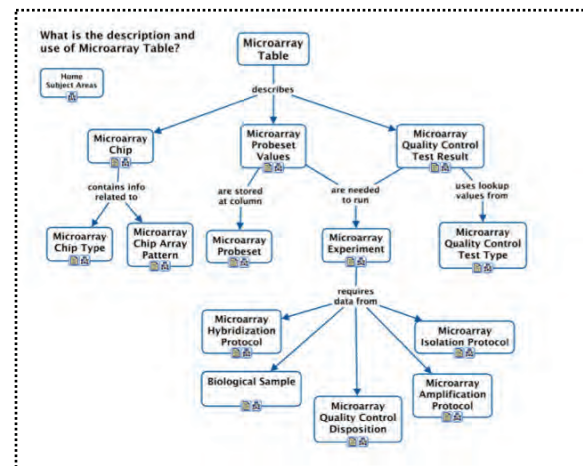 What is the description and
use of Microarray Table?
Microarray
Table
Home
Subject Areas
describes
Microarray
Chip
Microarray
Probeset
Values
Microarray
Quality Control
Test Result
contains info
related to
are stored
at column
are needed
to run
uses lookup
values from
Microarray
Chip Type
Microarray
Chip Array
Pattern
Microarray
Probeset
Microarray
Experiment
Microarray
Quality Control
Test Type
requires
data from
Microarray
Hybridization
Protocol
Microarray
Isolation Protocol
Biological Sample
Microarray
Quality Control
Disposition
Microarray
Amplification
Protocol